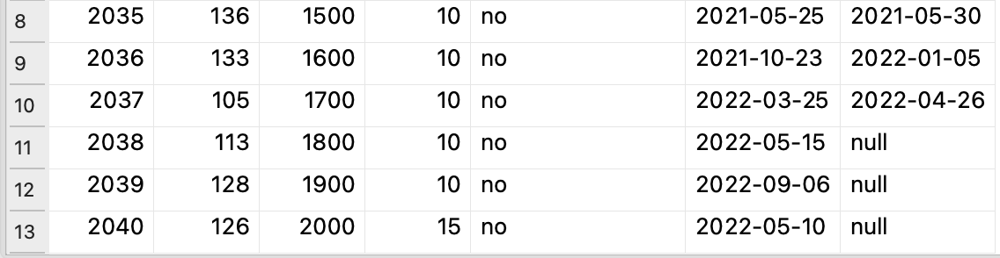 8 2035 136 1500 10 no 2021-05-25 2021-05-30
9 2036 133 1600 10 no 2021-10-23 2022-01-05
10 2037 105 1700 10 no 2022-03-25 2022-04-26
11 2038 113 1800 10 no 2022-05-15 null
12 2039 128 1900 10 no 2022-09-06 null
13 2040 126 2000 15 no 2022-05-10 null